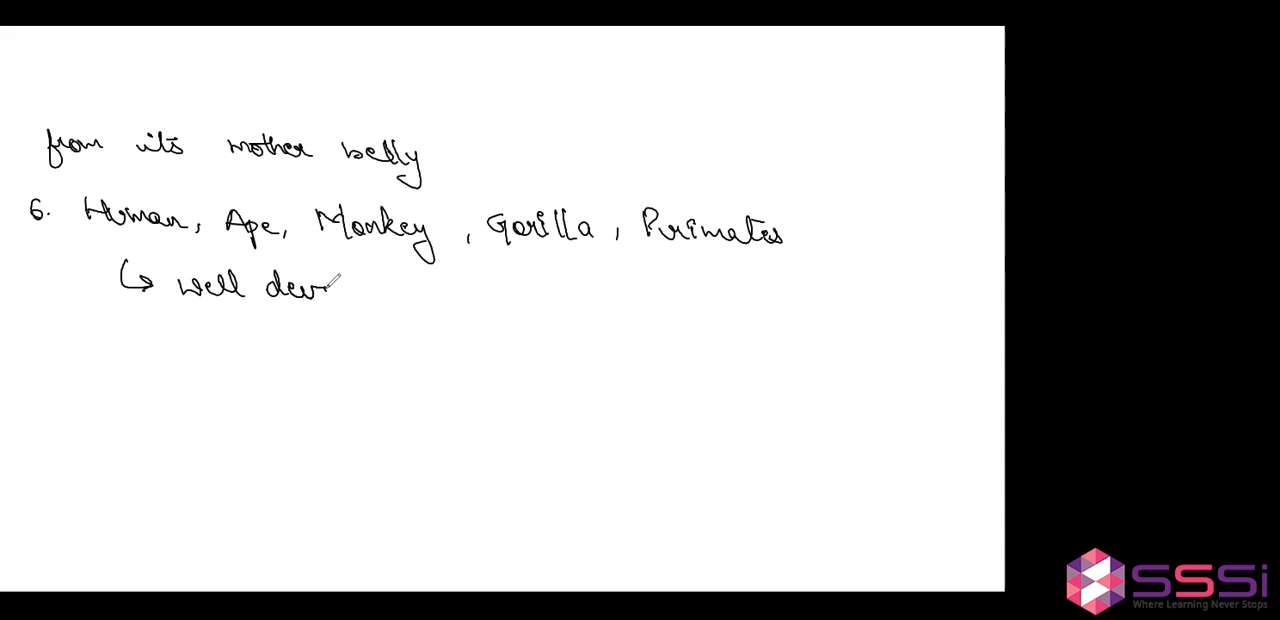 from its mother belly
6. Human, Ape, Monkey, Gorilla, Primates
↳ well dev
SSSi
Where Learning Never Stops